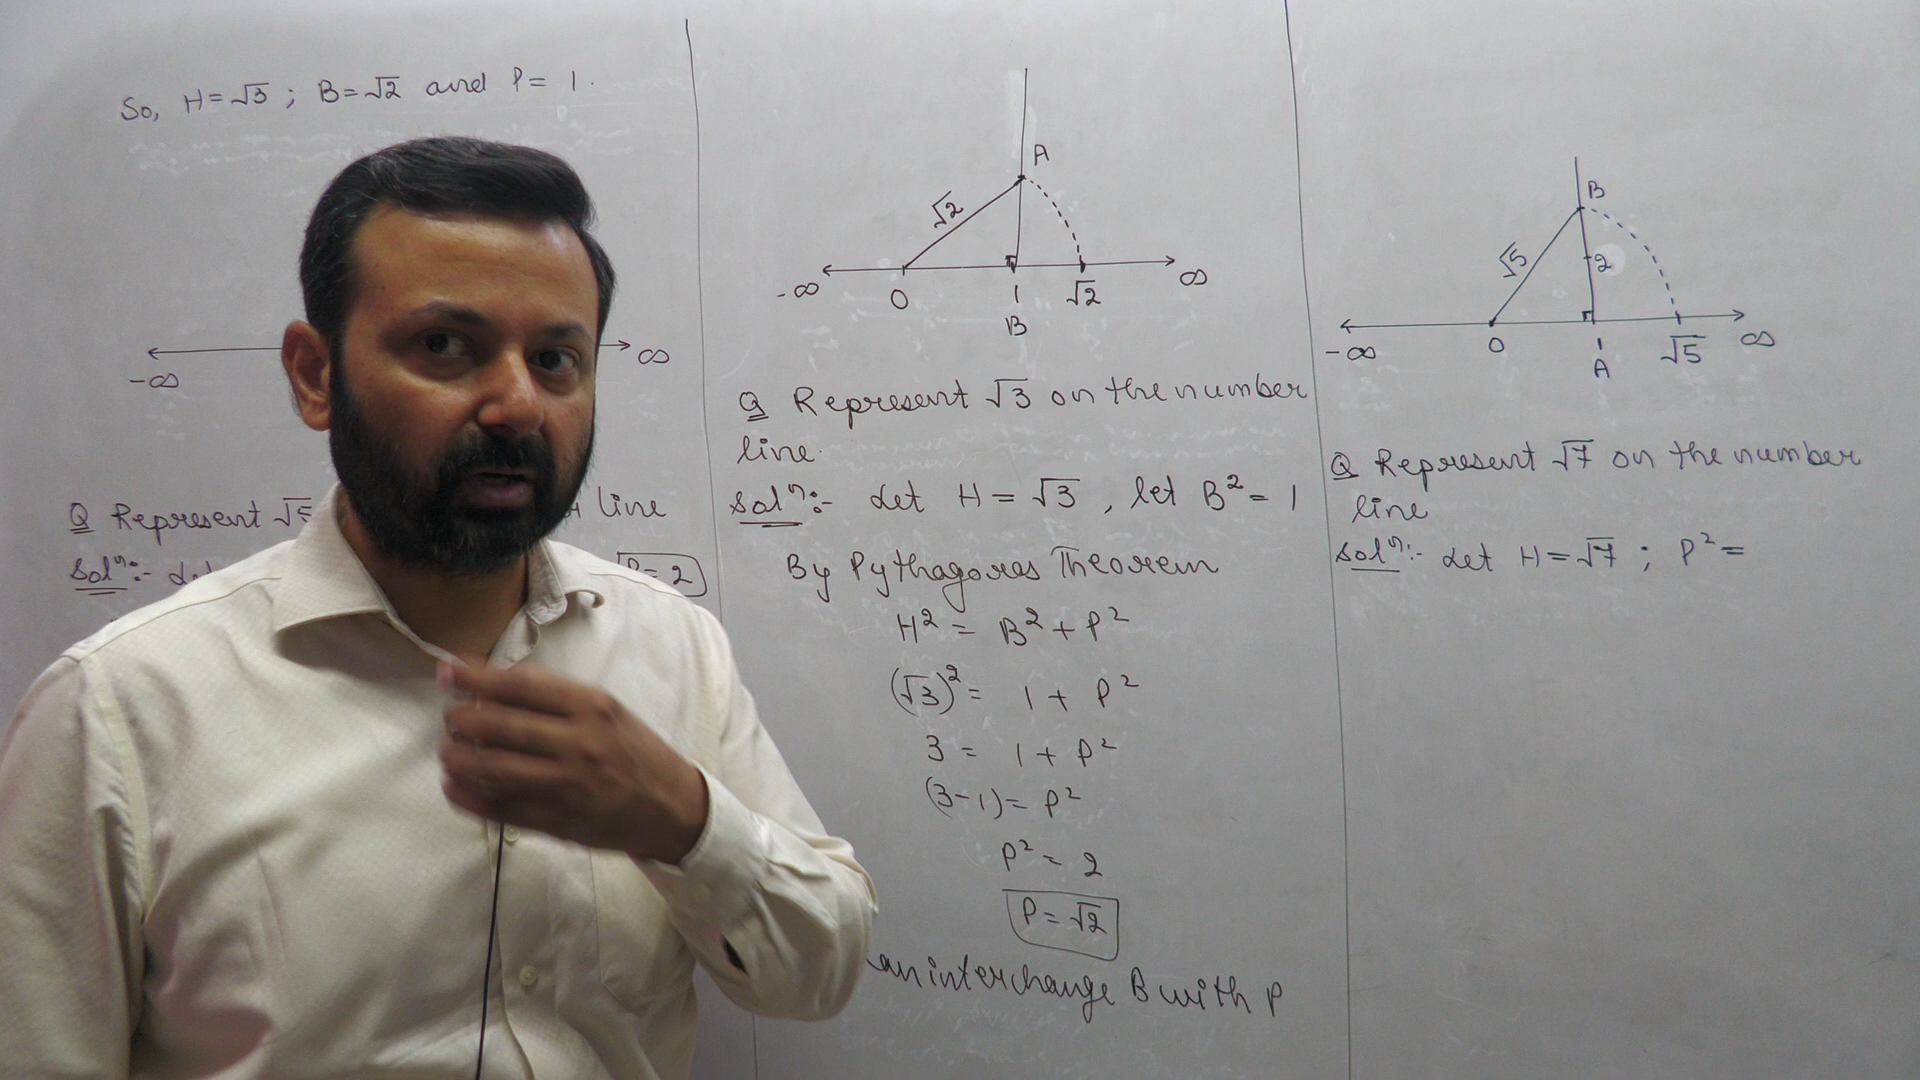 So, H=√3 ; B=√2 and P= 1.
-∞ ∞
Q Represent √5 line
Solⁿ:- Let P=2
A
√2
-∞ 0 1 √2 ∞
B
Q Represent √3 on the number
line.
Solⁿ:- Let H = √3 , let B² = 1
By Pythagoras Theorem
H² = B² + P²
(√3)² = 1 + P²
3 = 1 + P²
(3-1) = P²
P² = 2
P = √2
interchange B with P
B
√5
2
-∞ 0 A √5 ∞
Q Represent √7 on the number
line
Solⁿ:- Let H = √7 ; P² =